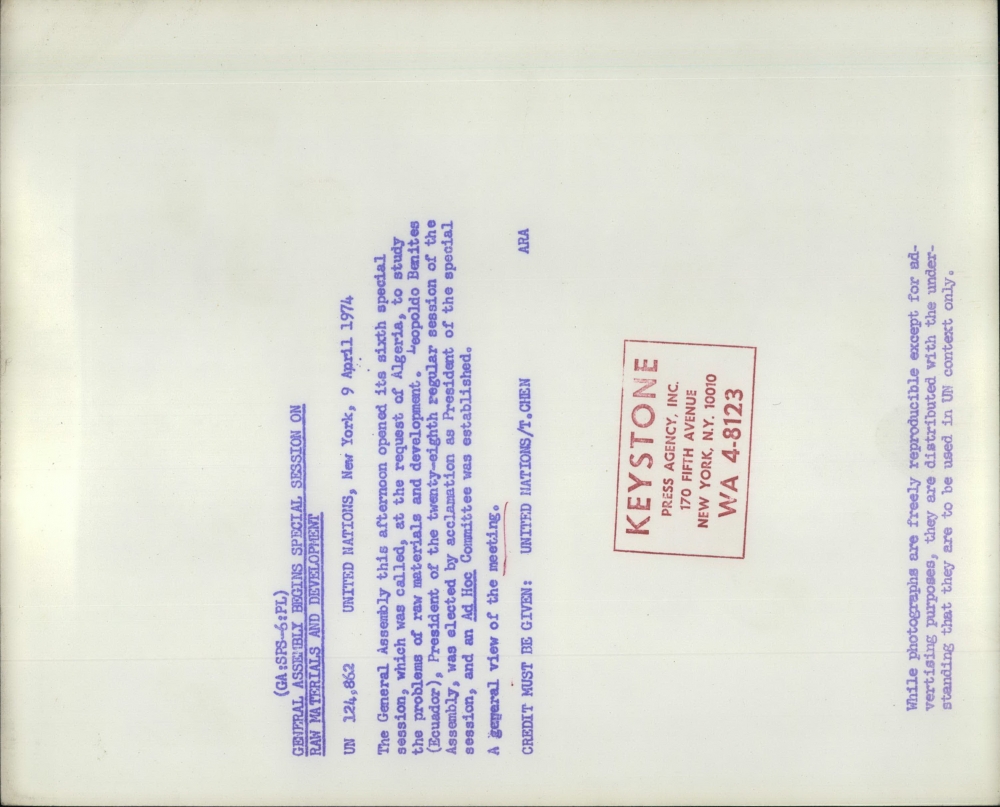 (GA:SPS-6:PL)
GENERAL ASSEMBLY BEGINS SPECIAL SESSION ON
RAW MATERIALS AND DEVELOPMENT
UN 124,862 UNITED NATIONS, New York, 9 April 1974
The General Assembly this afternoon opened its sixth special
session, which was called, at the request of Algeria, to study
the problems of raw materials and development. Leopoldo Benites
(Ecuador), President of the twenty-eighth regular session of the
Assembly, was elected by acclamation as President of the special
session, and an Ad Hoc Committee was established.
A general view of the meeting.
CREDIT MUST BE GIVEN: UNITED NATIONS/T.CHEN ARA
KEYSTONE
PRESS AGENCY, INC.
170 FIFTH AVENUE
NEW YORK, N.Y. 10010
WA 4-8123
While photographs are freely reproducible except for ad-
vertising purposes, they are distributed with the under-
standing that they are to be used in UN context only.